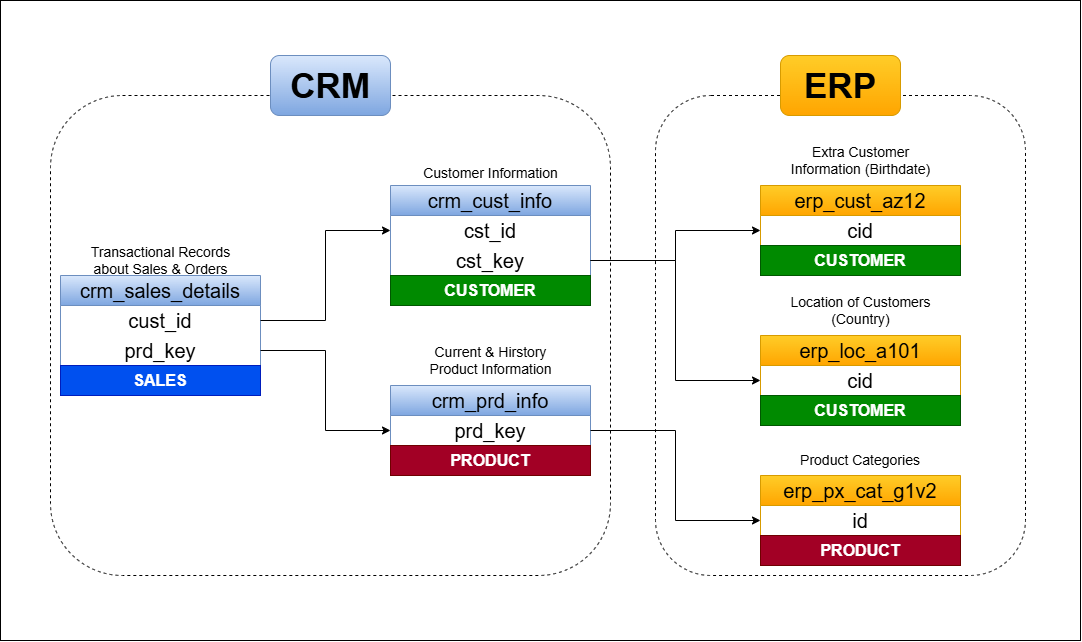 CRM
ERP
Customer Information
crm_cust_info
cst_id
cst_key
CUSTOMER
Transactional Records
about Sales & Orders
crm_sales_details
cust_id
prd_key
SALES
Current & Hirstory
Product Information
crm_prd_info
prd_key
PRODUCT
Extra Customer
Information (Birthdate)
erp_cust_az12
cid
CUSTOMER
Location of Customers
(Country)
erp_loc_a101
cid
CUSTOMER
Product Categories
erp_px_cat_g1v2
id
PRODUCT